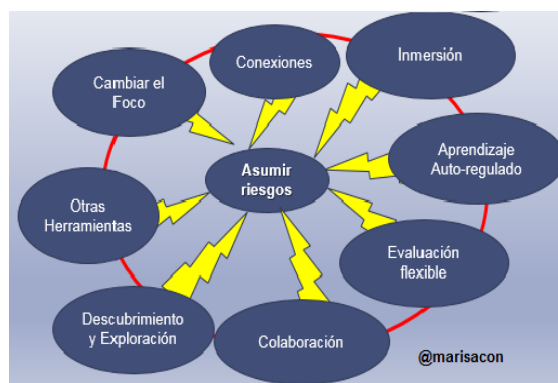 Conexiones
Inmersión
Cambiar el
Foco
Aprendizaje
Auto-regulado
Asumir
riesgos
Otras
Herramientas
Evaluación
flexible
Descubrimiento
y Exploración
Colaboración
@marisacon